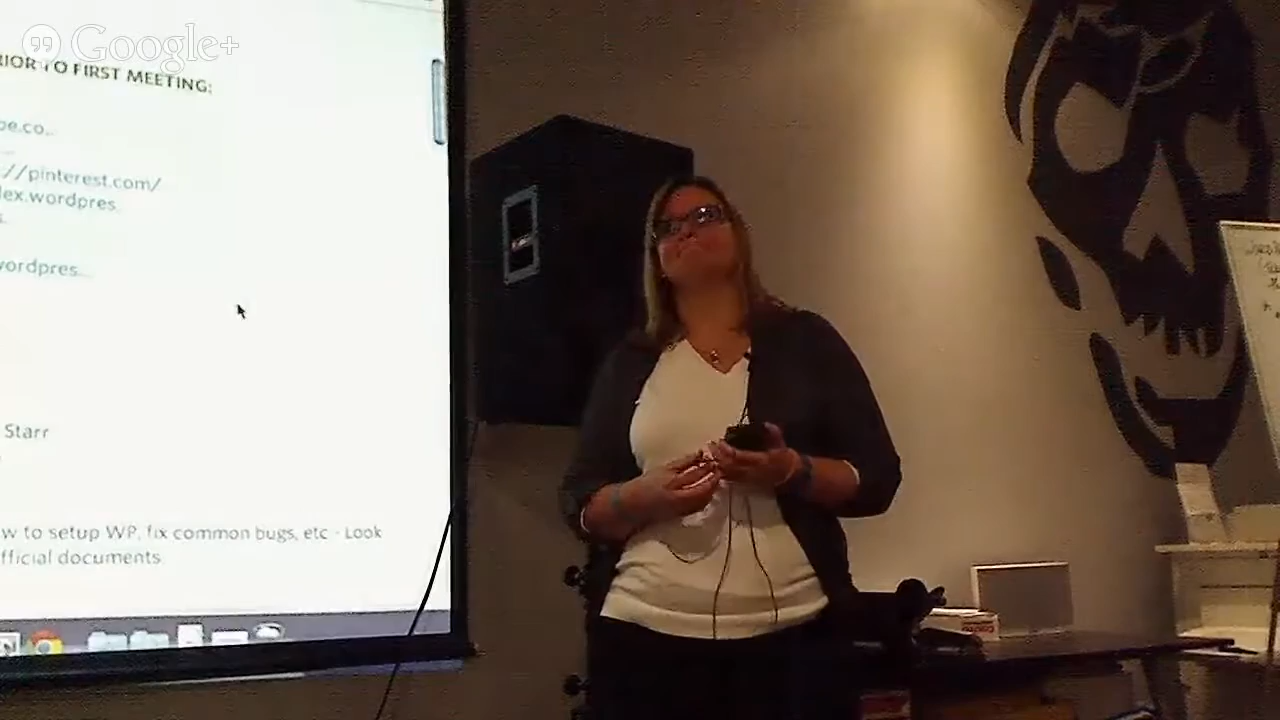 Google+
RIOR TO FIRST MEETING:
be.co...
...
://pinterest.com/
lex.wordpres.
s.
wordpres...
Starr
w to setup WP, fix common bugs, etc - Look
fficial documents.